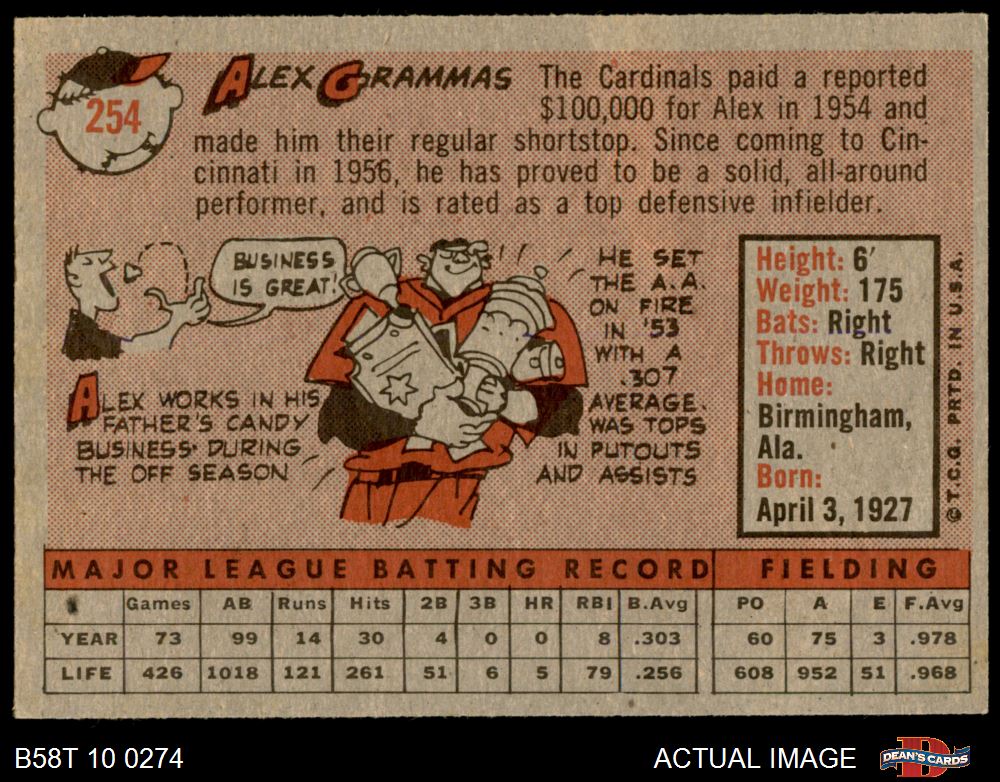 254
ALEX GRAMMAS
The Cardinals paid a reported
$100,000 for Alex in 1954 and
made him their regular shortstop. Since coming to Cin-
cinnati in 1956, he has proved to be a solid, all-around
performer, and is rated as a top defensive infielder.
BUSINESS
IS GREAT!
ALEX WORKS IN HIS
FATHER'S CANDY
BUSINESS DURING
THE OFF SEASON
HE SET
THE A.A.
ON FIRE
IN '53
WITH A
.307
AVERAGE.
WAS TOPS
IN PUTOUTS
AND ASSISTS
Height: 6'
Weight: 175
Bats: Right
Throws: Right
Home:
Birmingham,
Ala.
Born:
April 3, 1927
© T.C.G. PRTD. IN U.S.A.
MAJOR LEAGUE BATTING RECORD FIELDING
Games AB Runs Hits 2B 3B HR RBI B.Avg PO A E F.Avg
YEAR 73 99 14 30 4 0 0 8 .303 60 75 3 .978
LIFE 426 1018 121 261 51 6 5 79 .256 608 952 51 .968
B58T 10 0274
ACTUAL IMAGE
DEAN'S CARDS